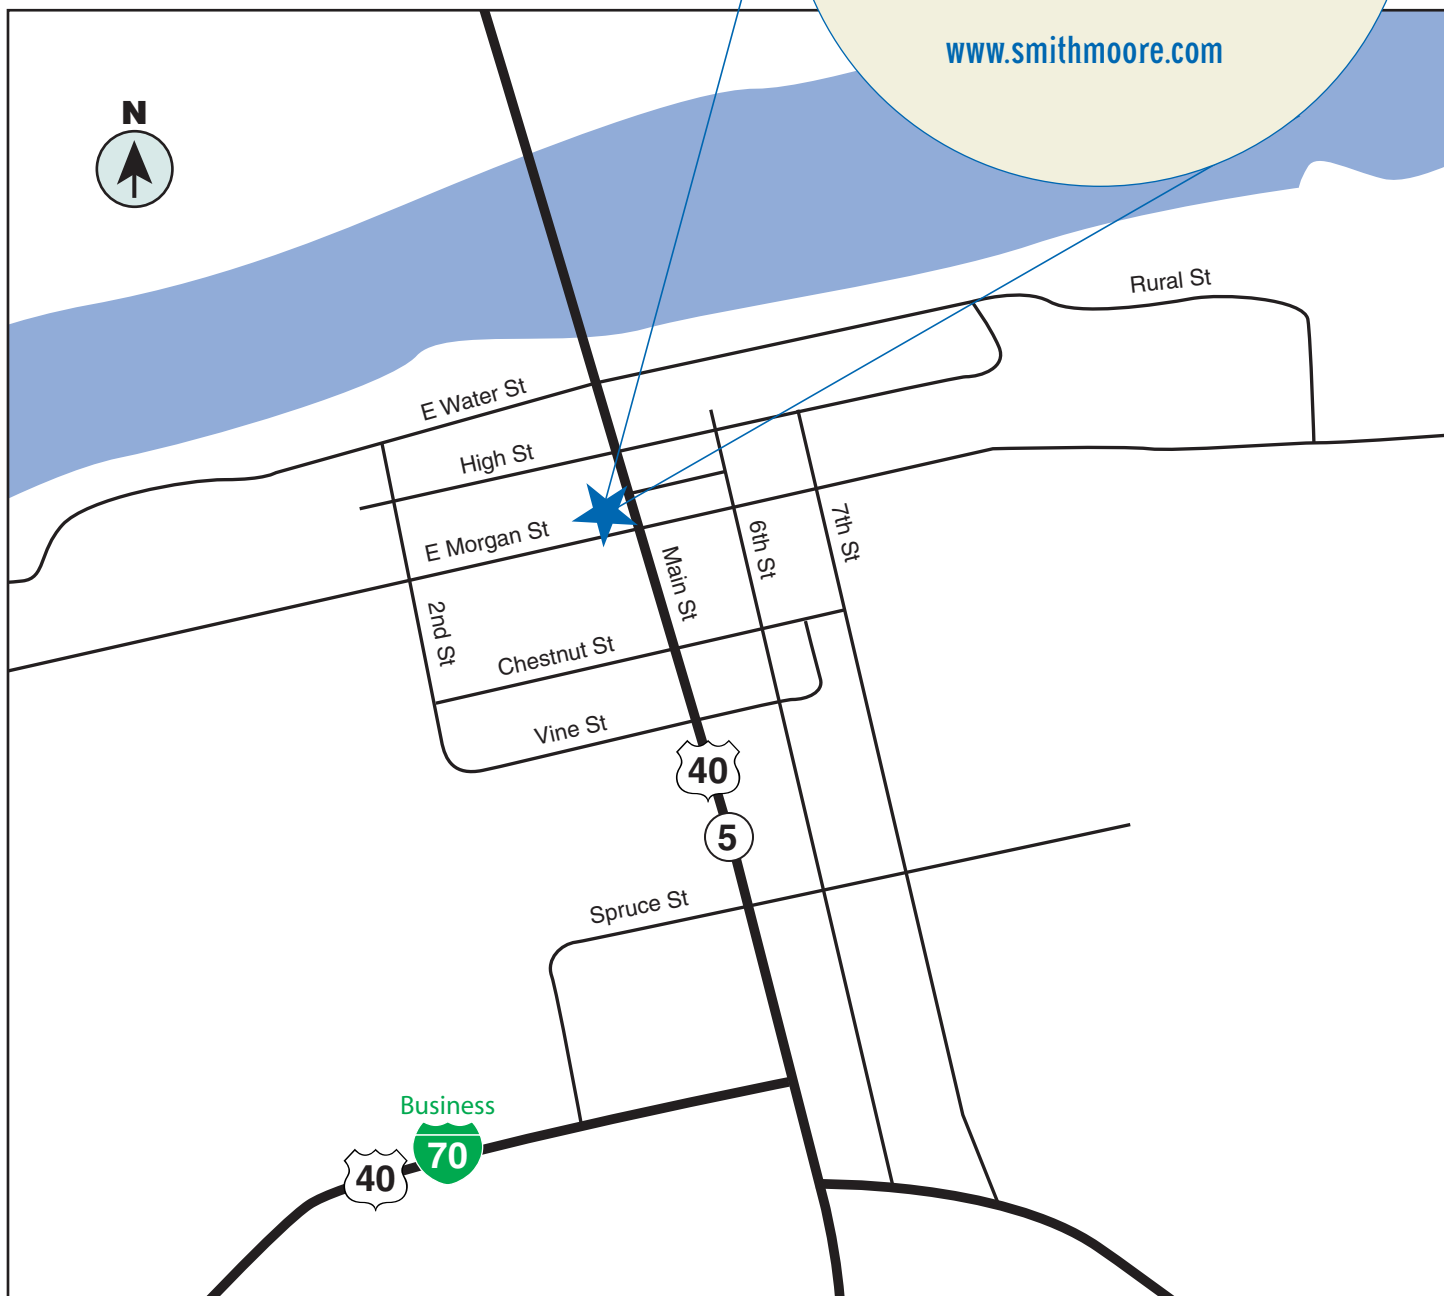 www.smithmoore.com
N
Rural St
E Water St
High St
E Morgan St
Main St
6th St
7th St
2nd St
Chestnut St
Vine St
40
5
Spruce St
Business
70
40